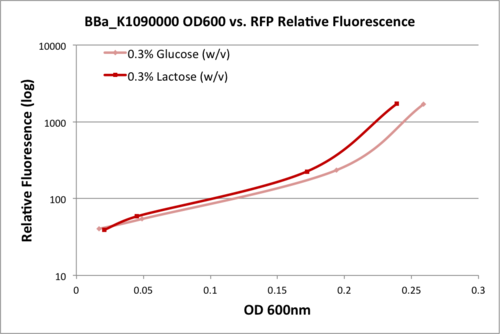 BBa_K1090000 OD600 vs. RFP Relative Fluorescence
10000
0.3% Glucose (w/v)
0.3% Lactose (w/v)
1000
Relative Fluoresence (log)
100
10
0
0.05
0.1
0.15
0.2
0.25
0.3
OD 600nm